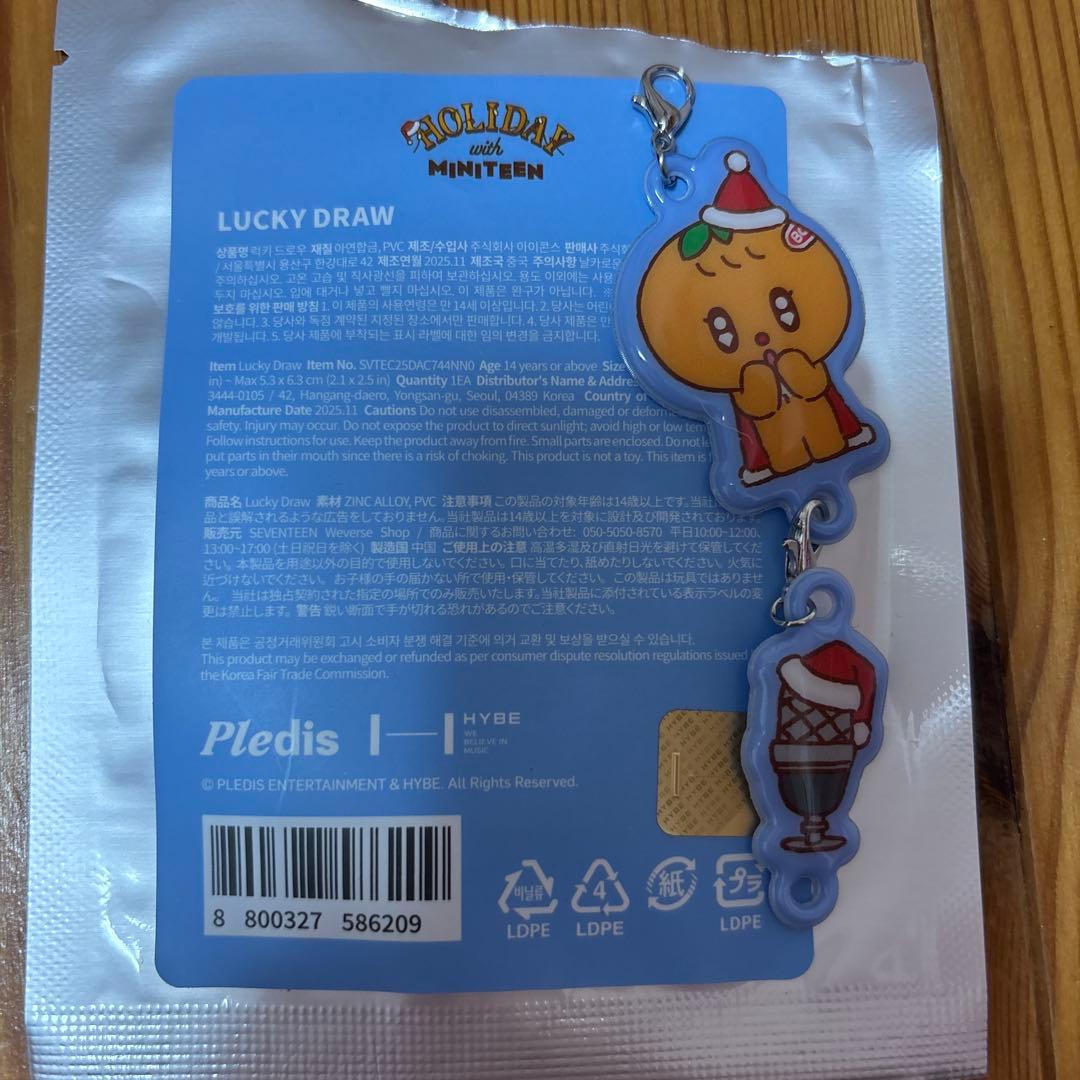 HOLIDAY
with
MINITEEN
LUCKY DRAW
상품명 럭키 드로우 재질 아연합금, PVC 제조/수입사 주식회사 아이콘스 판매사 주식회
/ 서울특별시 용산구 한강대로 42 제조연월 2025.11 제조국 중국 주의사항 날카로운
주의하십시오. 고온 고습 및 직사광선을 피하여 보관하십시오. 용도 이외에는 사용
두지 마십시오. 입에 대거나 넣고 빨지 마십시오. 이 제품은 완구가 아닙니다. ※
보호를 위한 판매 방침 1. 이 제품의 사용연령은 만 14세 이상입니다. 2. 당사는 어린
않습니다. 3. 당사와 독점 계약된 지정된 장소에서만 판매합니다. 4. 당사 제품은 만
개발됩니다. 5. 당사 제품에 부착되는 표시 라벨에 대한 임의 변경을 금지합니다.
Item Lucky Draw Item No. SVTEC25DAC744NN0 Age 14 years or above Size
in) ~ Max 5.3 x 6.3 cm (2.1 x 2.5 in) Quantity 1EA Distributor's Name & Addres
3444-0105 / 42, Hangang-daero, Yongsan-gu, Seoul, 04389 Korea Country of
Manufacture Date 2025.11 Cautions Do not use disassembled, damaged or deform
safety. Injury may occur. Do not expose the product to direct sunlight; avoid high or low tem
Follow instructions for use. Keep the product away from fire. Small parts are enclosed. Do not le
put parts in their mouth since there is a risk of choking. This product is not a toy. This item is
years or above.
商品名 Lucky Draw 素材 ZINC ALLOY, PVC 注意事項 この製品の対象年齢は14歳以上です。当社
品と誤解されるような広告をしておりません。当社製品は14歳以上を対象に設計及び開発されております。
販売元 SEVENTEEN Weverse Shop / 商品に関するお問い合わせ: 050-5050-8570 平日10:00~12:00,
13:00~17:00 (土日祝日を除く) 製造国 中国 ご使用上の注意 高温多湿及び直射日光を避けて保管してくだ
さい。本製品を用途以外の目的で使用しないでください。口に当てたり、舐めたりしないでください。火気に
近づけないでください。 お子様の手の届かない所で使用・保管してください。 この製品は玩具ではありませ
ん。 当社は独占契約された指定の場所でのみ販売いたします。当社製品に添付されている表示ラベルの変
更は禁止します。警告 鋭い断面で手が切れる恐れがあるのでご注意ください。
본 제품은 공정거래위원회 고시 소비자 분쟁 해결 기준에 의거 교환 및 보상을 받으실 수 있습니다.
This product may be exchanged or refunded as per consumer dispute resolution regulations issued
the Korea Fair Trade Commission.
Pledis HYBE
WE
BELIEVE IN
MUSIC
© PLEDIS ENTERTAINMENT & HYBE. All Rights Reserved.
8 800327 586209
비닐류 4 紙 プラ
LDPE LDPE LDPE